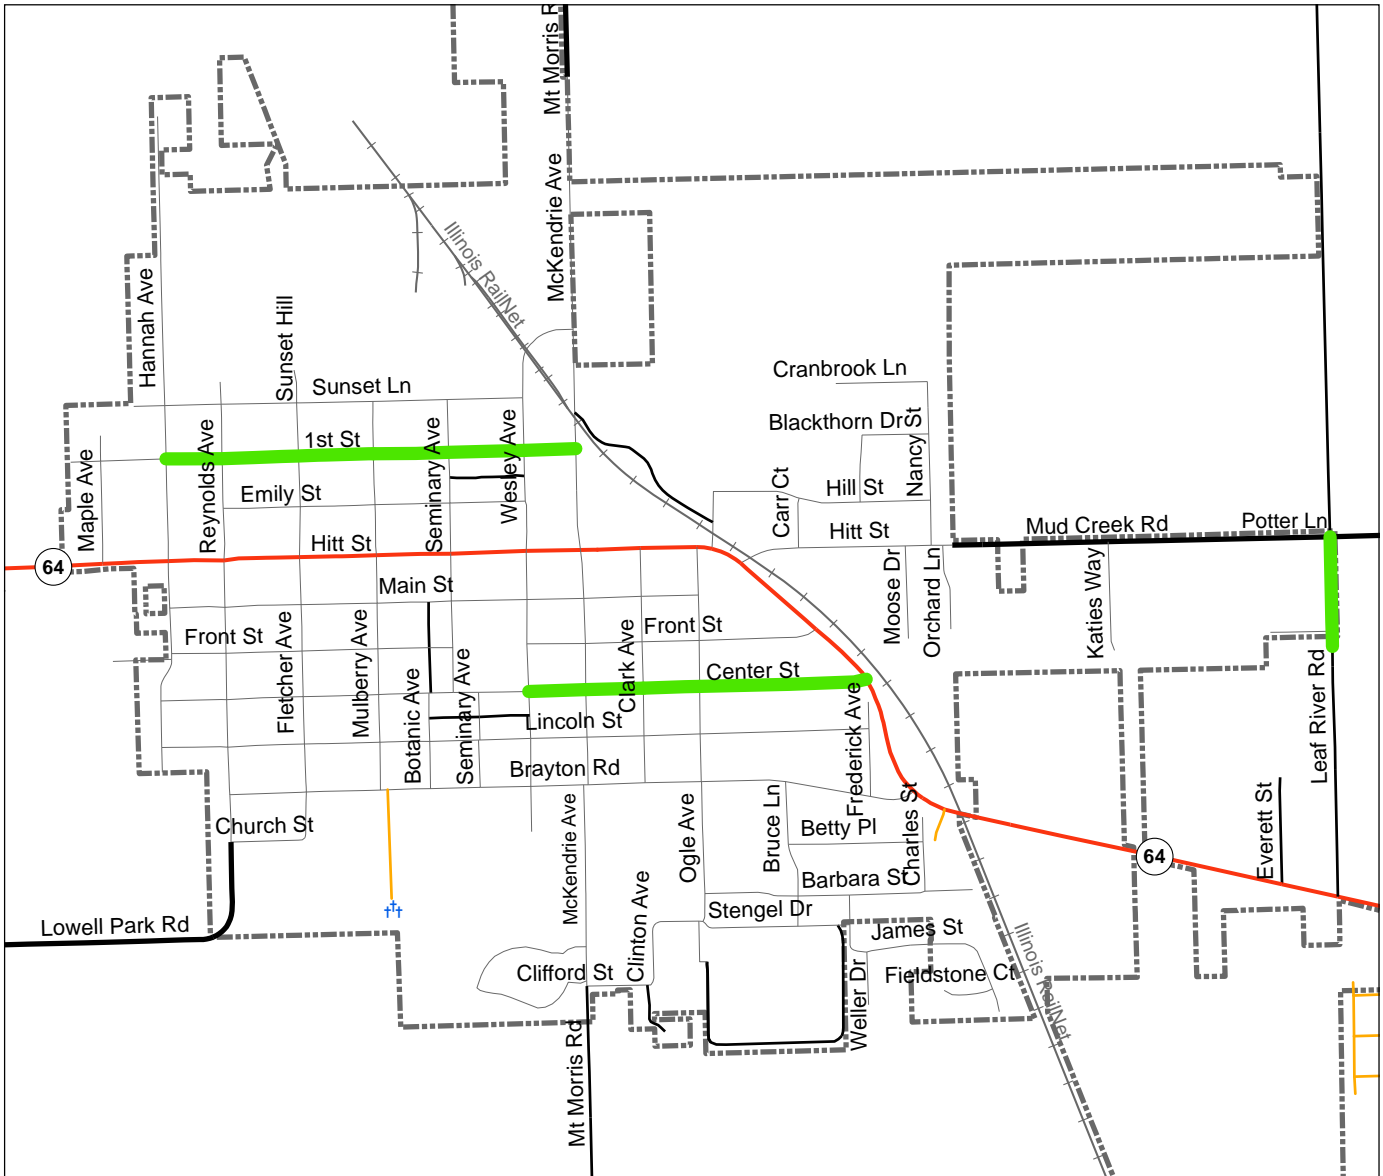 Mt Morris R
McKendrie Ave
Illinois RailNet
Hannah Ave
Sunset Hill
Sunset Ln
Cranbrook Ln
Blackthorn Dr
Nancy St
1st St
Maple Ave
Reynolds Ave
Seminary Ave
Wesley Ave
Emily St
Carr Ct
Hill St
Hitt St
Hitt St
Mud Creek Rd
Potter Ln
64
Main St
Moose Dr
Orchard Ln
Katies Way
Front St
Front St
Fletcher Ave
Mulberry Ave
Clark Ave
Center St
Botanic Ave
Seminary Ave
Lincoln St
Frederick Ave
Leaf River Rd
Brayton Rd
Church St
McKendrie Ave
Ogle Ave
Bruce Ln
Betty Pl
Charles St
Everett St
64
Barbara St
Stengel Dr
Lowell Park Rd
Clinton Ave
James St
Clifford St
Fieldstone Ct
Weller Dr
Illinois RailNet
Mt Morris Rd